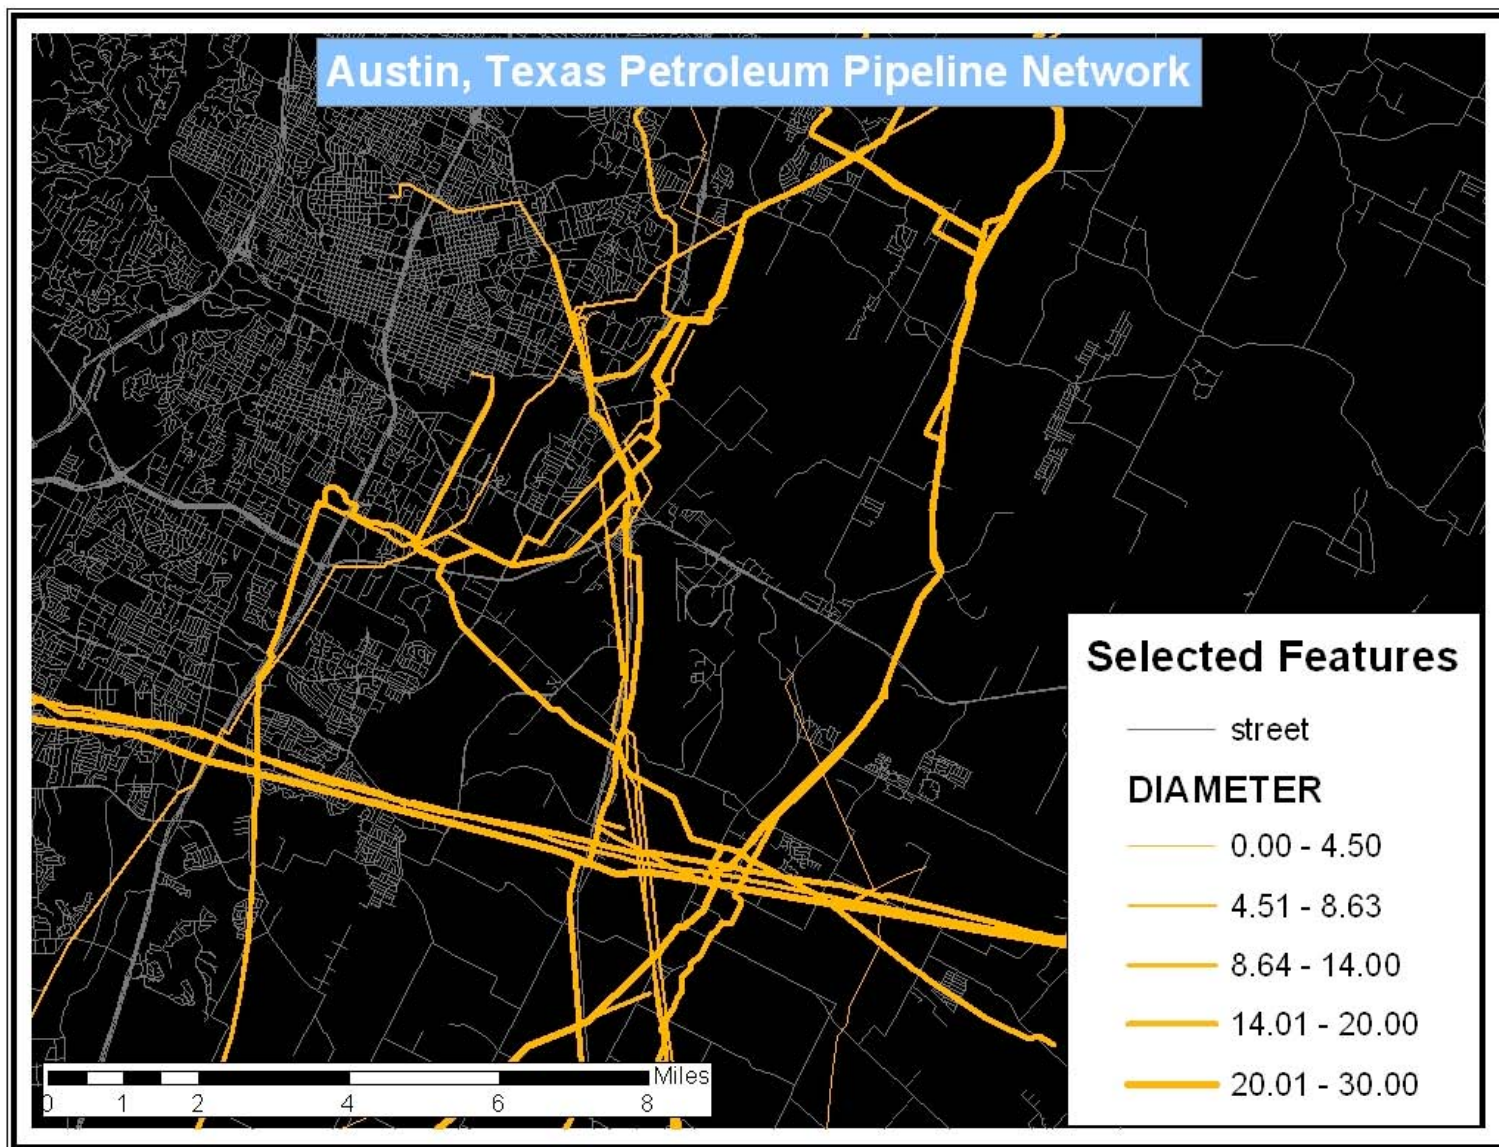 Austin, Texas Petroleum Pipeline Network
Selected Features
street
DIAMETER
0.00 - 4.50
4.51 - 8.63
8.64 - 14.00
14.01 - 20.00
20.01 - 30.00
Miles
0 1 2 4 6 8